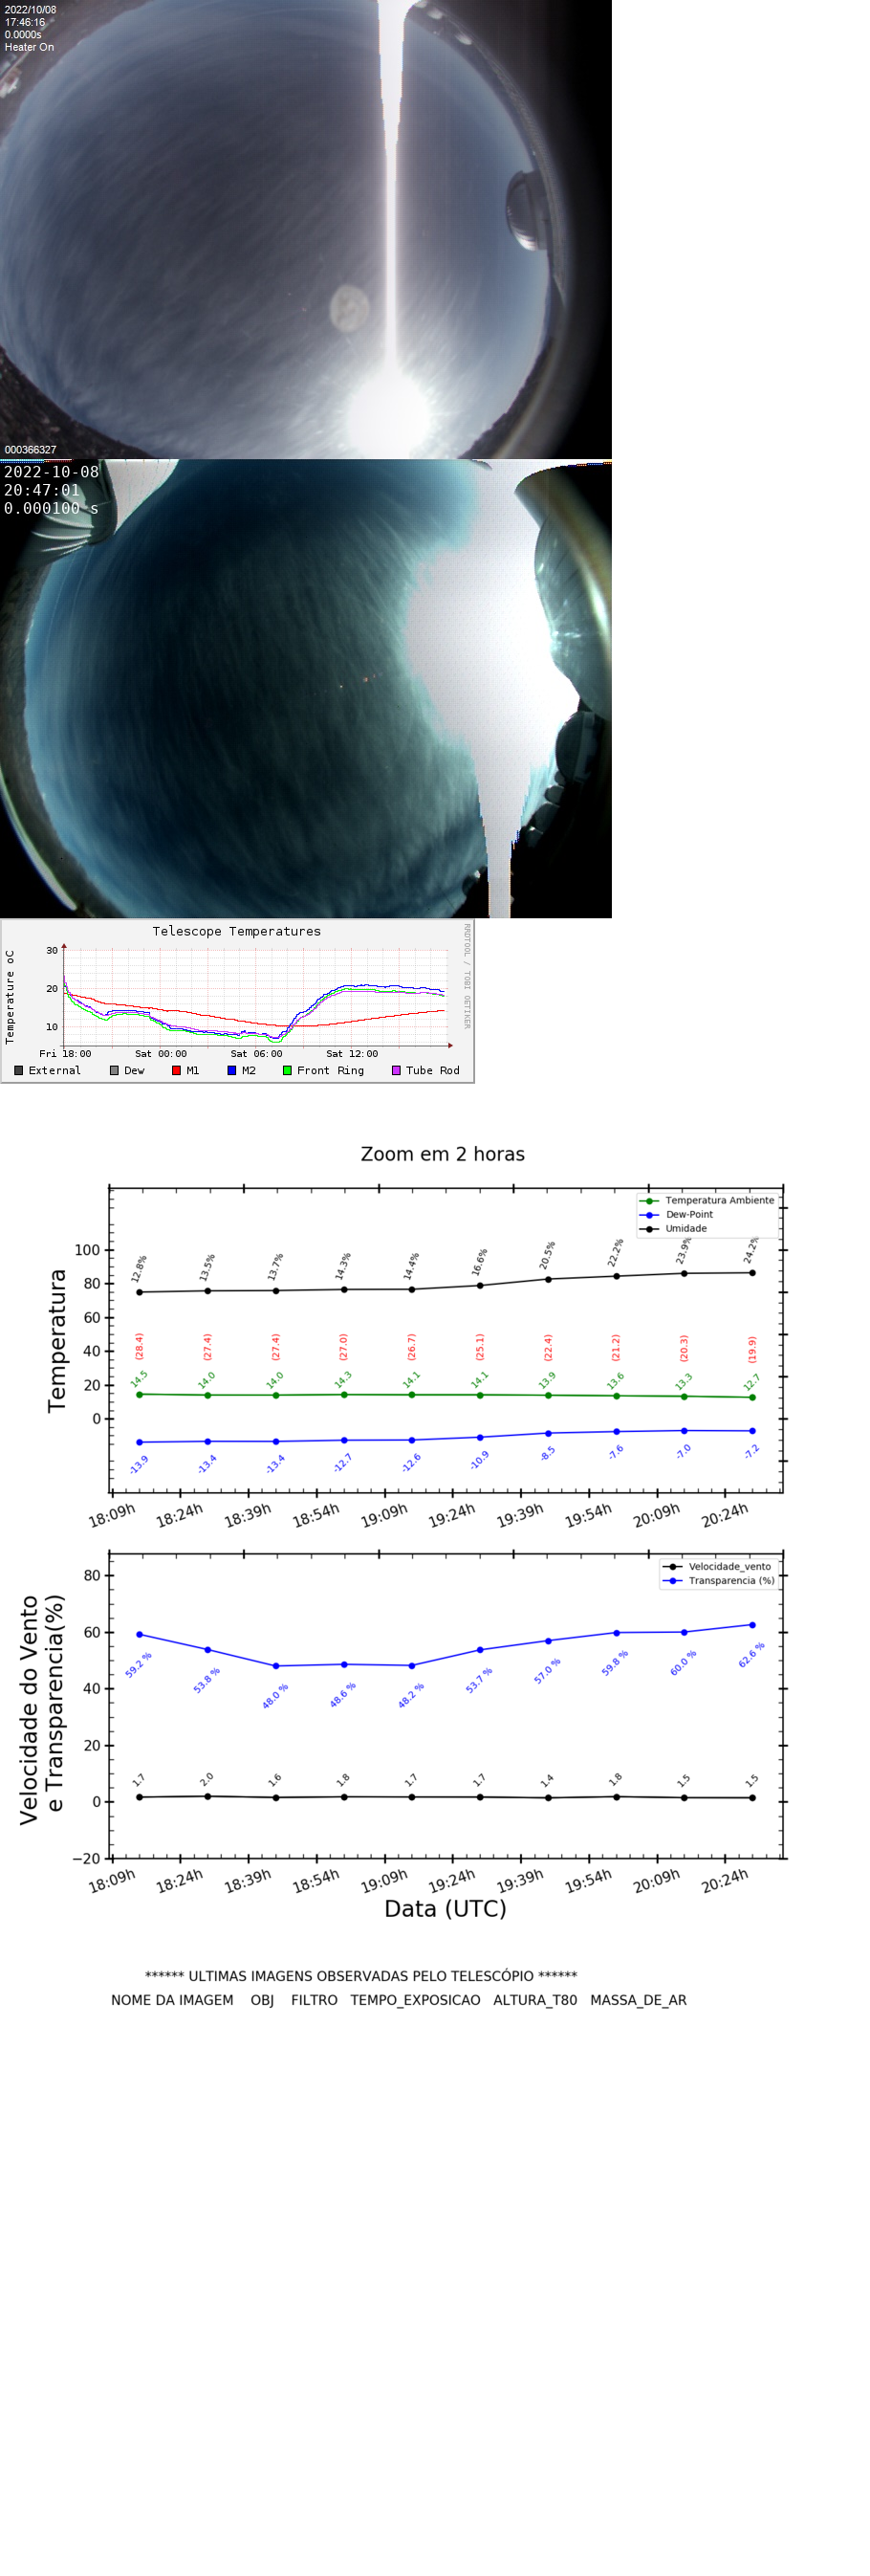 2022/10/08
17:46:16
0.0000s
Heater On
000366327
2022-10-08
20:47:01
0.000100 s
Telescope Temperatures
RRDTOOL / TOBI OETIKER
Temperature oC
30
20
10
Fri 18:00 Sat 00:00 Sat 06:00 Sat 12:00
External Dew M1 M2 Front Ring Tube Rod
Zoom em 2 horas
Temperatura Ambiente
Dew-Point
Umidade
Temperatura
100
80
60
40
20
0
12.8% 13.5% 13.7% 14.3% 14.4% 16.6% 20.5% 22.2% 23.9% 24.2%
(28.4) (27.4) (27.4) (27.0) (26.7) (25.1) (22.4) (21.2) (20.3) (19.9)
14.5 14.0 14.0 14.3 14.1 14.1 13.9 13.6 13.3 12.7
-13.9 -13.4 -13.4 -12.7 -12.6 -10.9 -8.5 -7.6 -7.0 -7.2
18:09h 18:24h 18:39h 18:54h 19:09h 19:24h 19:39h 19:54h 20:09h 20:24h
Velocidade_vento
Transparencia (%)
Velocidade do Vento
e Transparencia(%)
80
60
40
20
0
−20
59.2 % 53.8 % 48.0 % 48.6 % 48.2 % 53.7 % 57.0 % 59.8 % 60.0 % 62.6 %
1.7 2.0 1.6 1.8 1.7 1.7 1.4 1.8 1.5 1.5
18:09h 18:24h 18:39h 18:54h 19:09h 19:24h 19:39h 19:54h 20:09h 20:24h
Data (UTC)
****** ULTIMAS IMAGENS OBSERVADAS PELO TELESCÓPIO ******
NOME DA IMAGEM OBJ FILTRO TEMPO_EXPOSICAO ALTURA_T80 MASSA_DE_AR